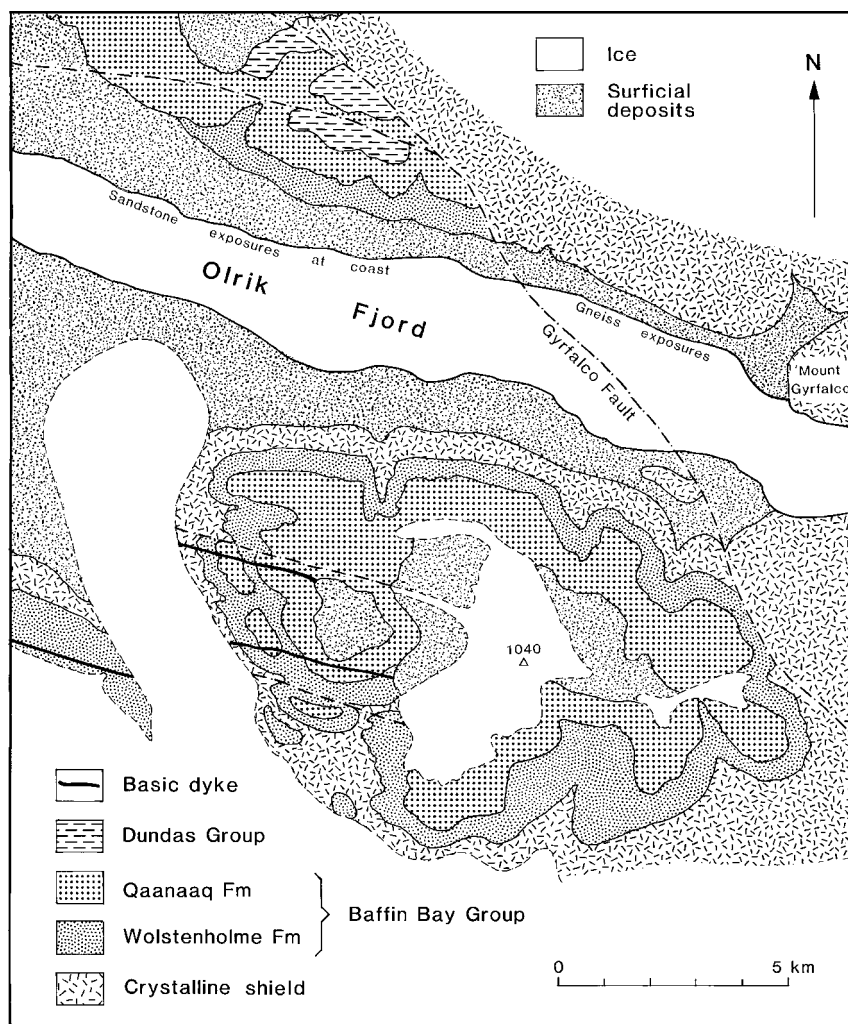 Ice
Surficial
deposits
N
Sandstone exposures at coast
Olrik Fjord
Gneiss exposures
Gyrfalco Fault
Mount
Gyrfalco
1040
Basic dyke
Dundas Group
Qaanaaq Fm
Wolstenholme Fm
Baffin Bay Group
Crystalline shield
0 5 km